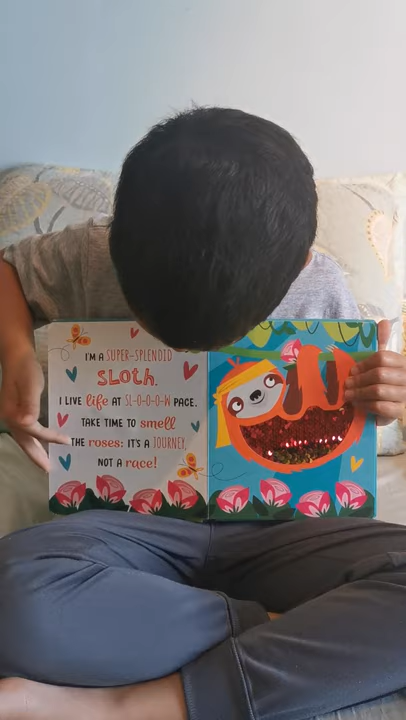 I'M A SUPER-SPLENDID
SLOTH.
I LIVE life AT SL-O-O-O-W PACE.
TAKE TIME TO smell
THE roses: IT'S A JOURNEY,
NOT A race!